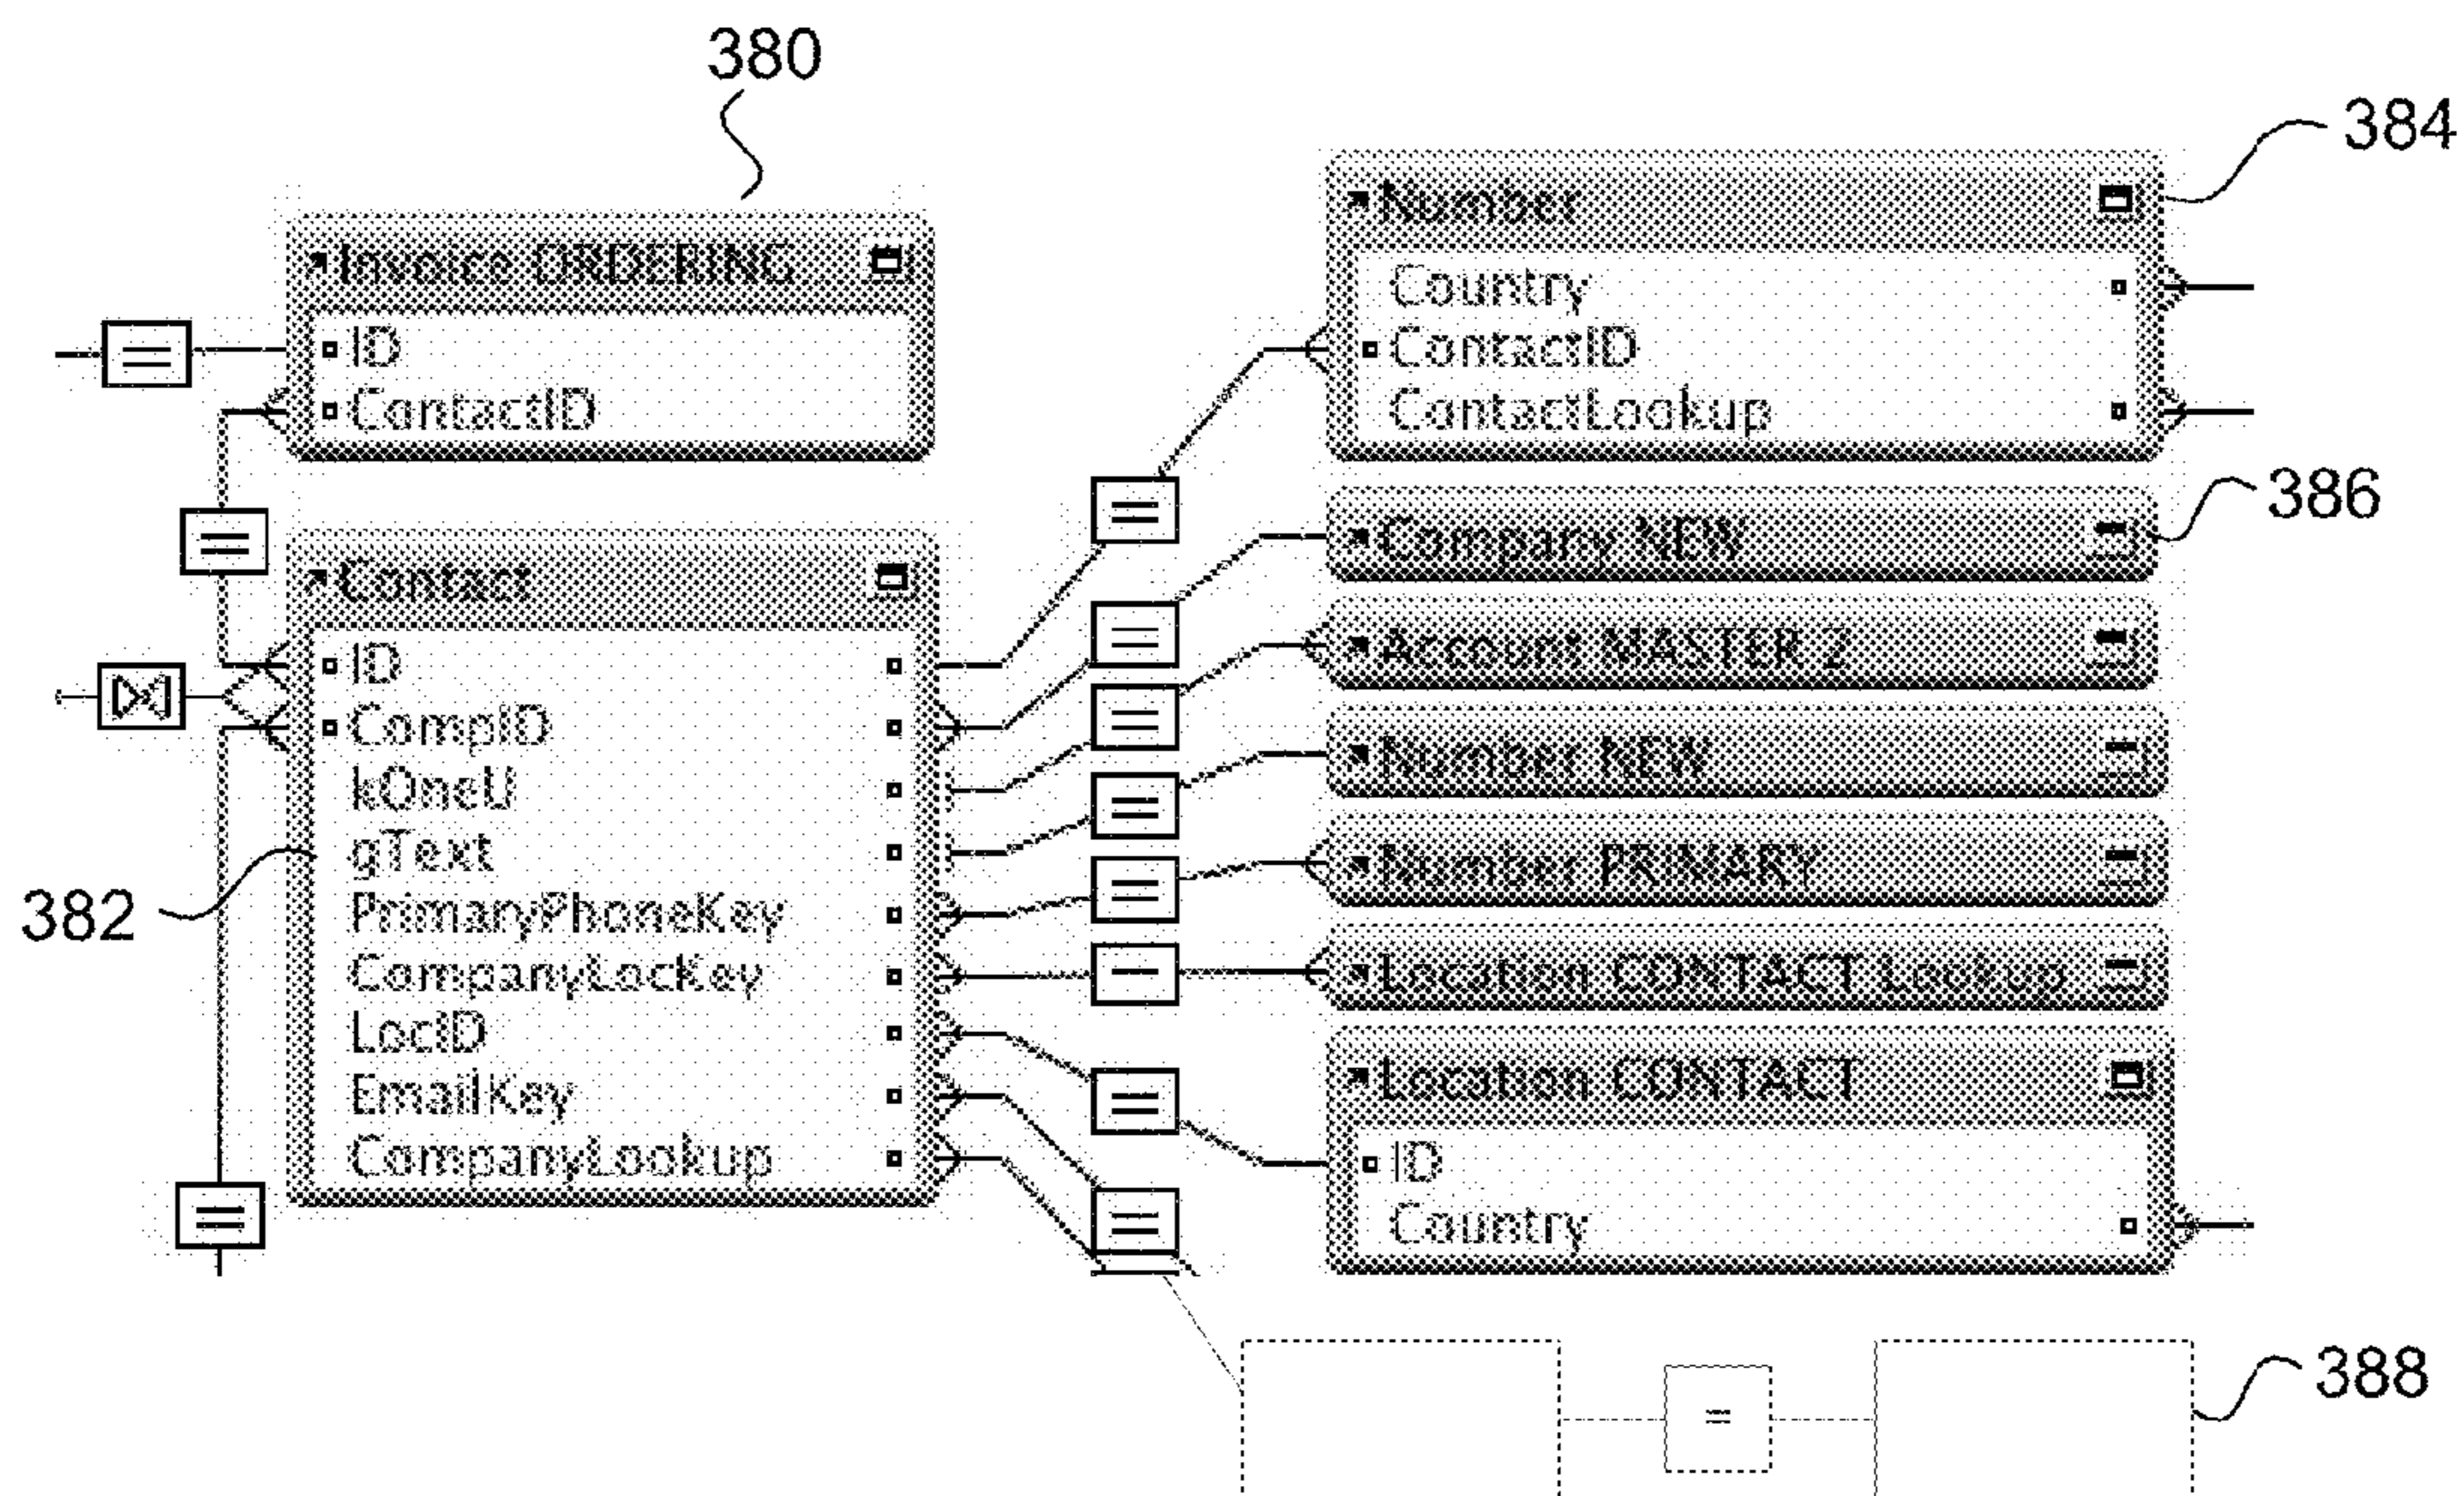 380
384
Invoice ORDERING
ID
ContactID
Number
Country
ContactID
ContactLookup
386
Contact
ID
CompID
kOneU
gText
PrimaryPhoneKey
CompanyLocKey
LocID
EmailKey
CompanyLookup
382
Company NEW
Account MASTER 2
Number NEW
Number PRIMARY
Location CONTACT Lookup
Location CONTACT
ID
Country
388